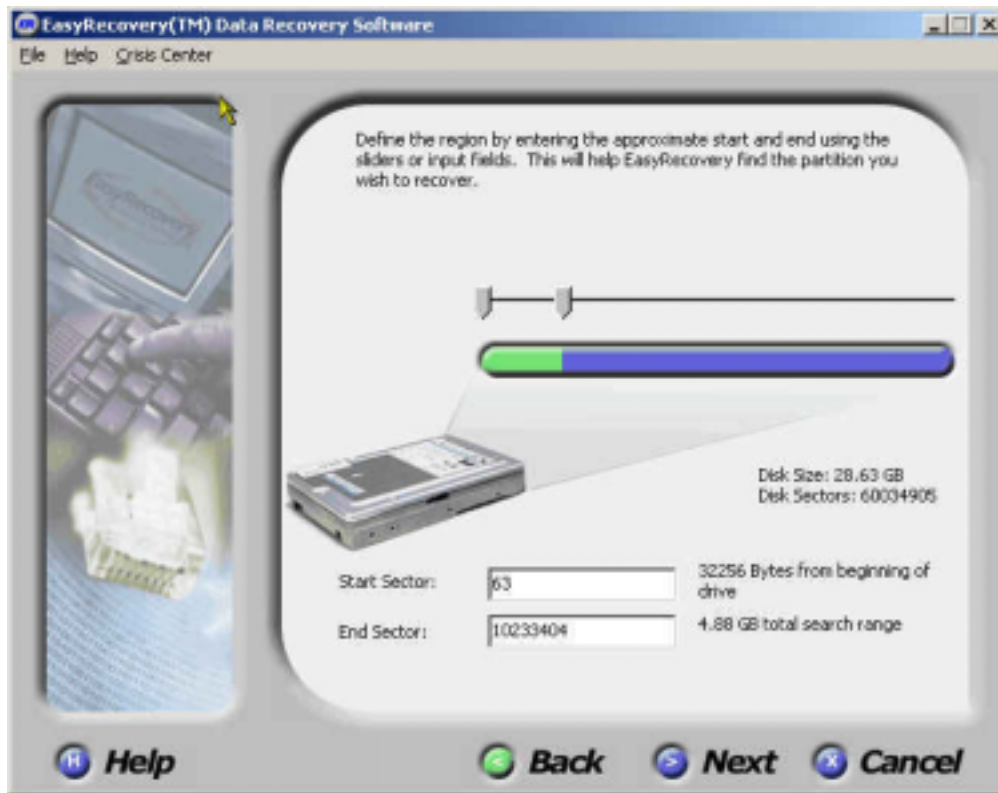 EasyRecovery(TM) Data Recovery Software
File Help Crisis Center
Define the region by entering the approximate start and end using the
sliders or input fields. This will help EasyRecovery find the partition you
wish to recover.
EasyRecovery
Disk Size: 28.63 GB
Disk Sectors: 60034905
Start Sector:
63
32256 Bytes from beginning of
drive
End Sector:
10233404
4.88 GB total search range
Help
Back
Next
Cancel